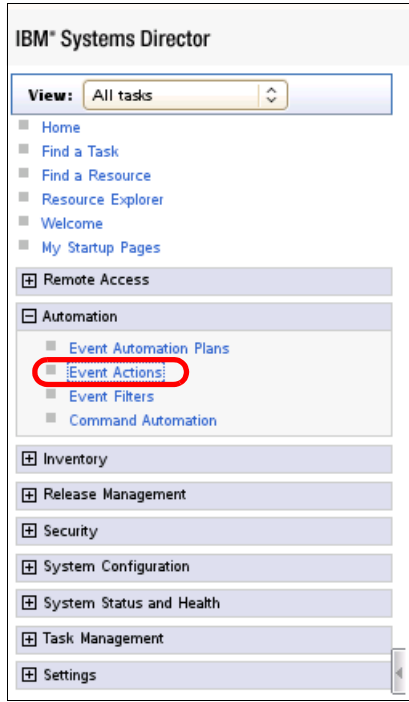 IBM® Systems Director
View: All tasks
Home
Find a Task
Find a Resource
Resource Explorer
Welcome
My Startup Pages
Remote Access
Automation
Event Automation Plans
Event Actions
Event Filters
Command Automation
Inventory
Release Management
Security
System Configuration
System Status and Health
Task Management
Settings